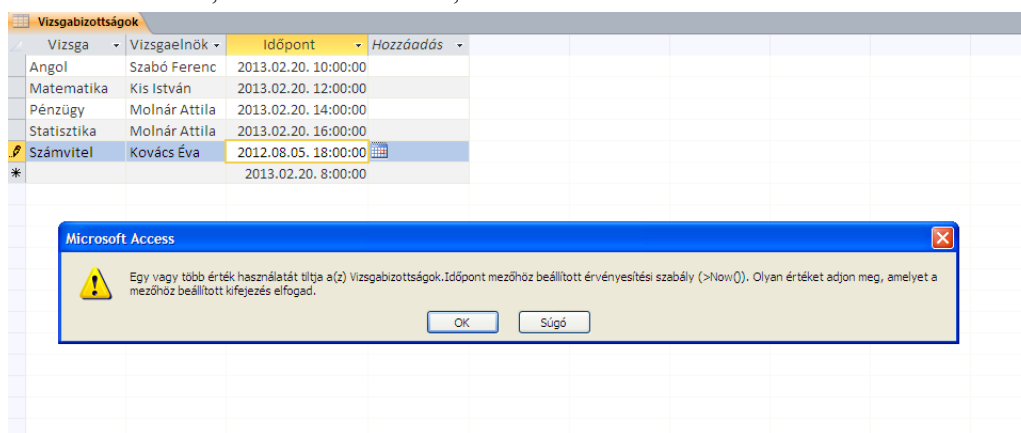 Vizsgabizottságok
Vizsga Vizsgaelnök Időpont Hozzáadás
Angol Szabó Ferenc 2013.02.20. 10:00:00
Matematika Kis István 2013.02.20. 12:00:00
Pénzügy Molnár Attila 2013.02.20. 14:00:00
Statisztika Molnár Attila 2013.02.20. 16:00:00
Számvitel Kovács Éva 2012.08.05. 18:00:00
2013.02.20. 8:00:00
Microsoft Access
Egy vagy több érték használatát tiltja a(z) Vizsgabizottságok.Időpont mezőhöz beállított érvényesítési szabály (>Now()). Olyan értéket adjon meg, amelyet a
mezőhöz beállított kifejezés elfogad.
OK Súgó